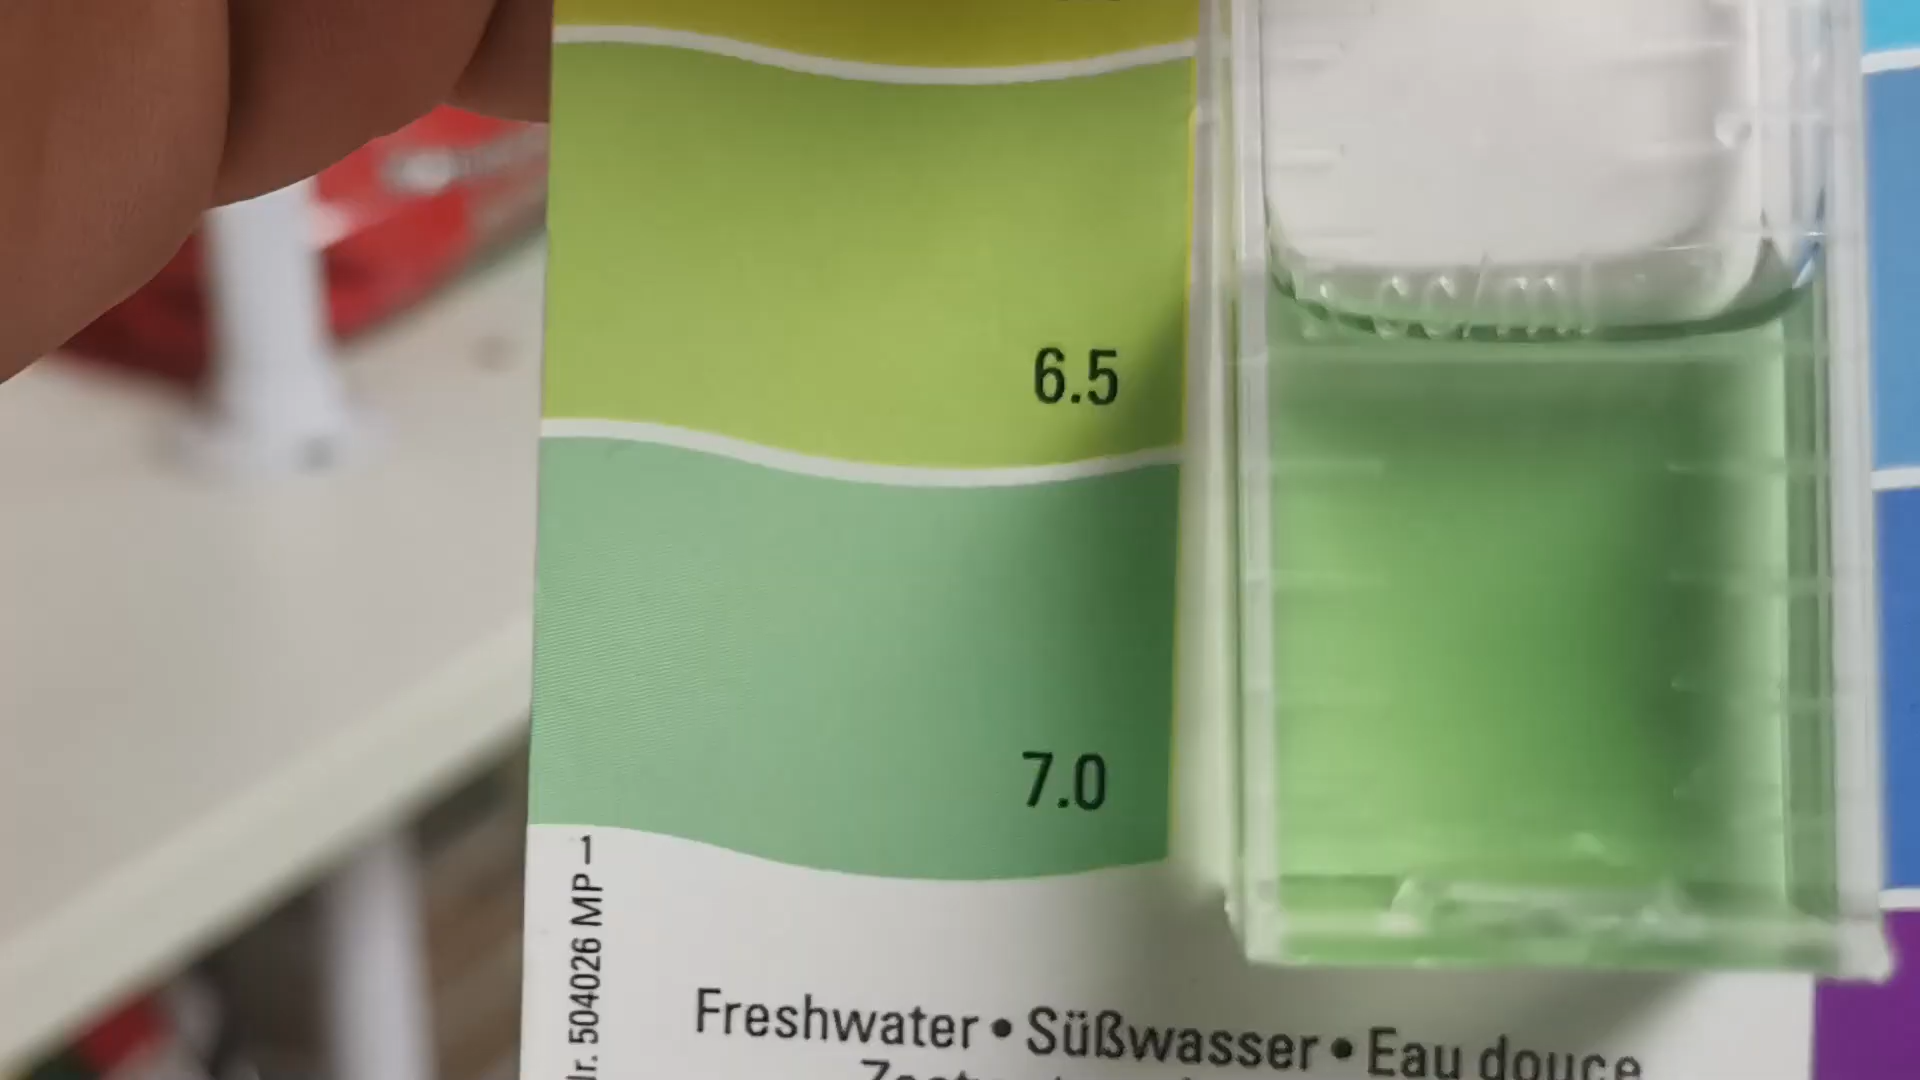 6.5
7.0
Nr. 504026 MP – 1
Freshwater • Süßwasser • Eau douce